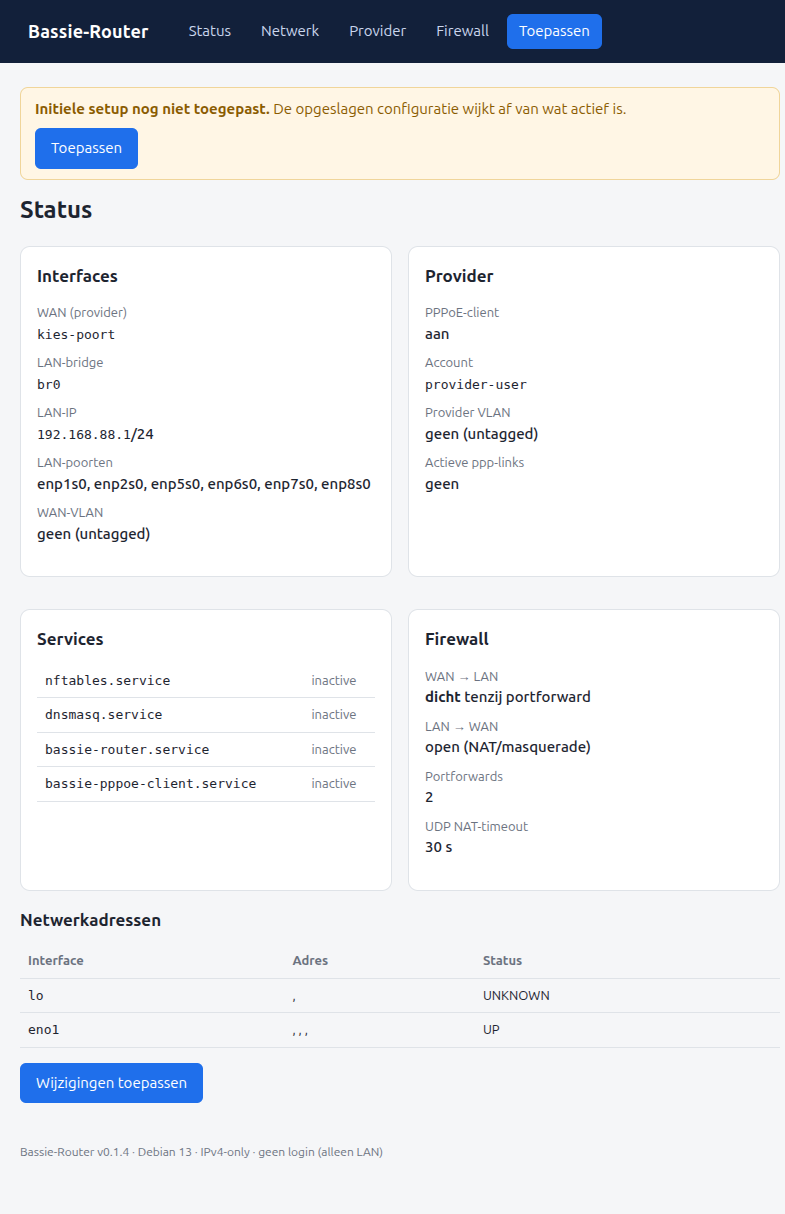 Bassie-Router Status Netwerk Provider Firewall Toepassen
Initiele setup nog niet toegepast. De opgeslagen configuratie wijkt af van wat actief is.
Toepassen
Status
Interfaces
WAN (provider)
kies-poort
LAN-bridge
br0
LAN-IP
192.168.88.1/24
LAN-poorten
enp1s0, enp2s0, enp5s0, enp6s0, enp7s0, enp8s0
WAN-VLAN
geen (untagged)
Provider
PPPoE-client
aan
Account
provider-user
Provider VLAN
geen (untagged)
Actieve ppp-links
geen
Services
nftables.service inactive
dnsmasq.service inactive
bassie-router.service inactive
bassie-pppoe-client.service inactive
Firewall
WAN → LAN
dicht tenzij portforward
LAN → WAN
open (NAT/masquerade)
Portforwards
2
UDP NAT-timeout
30 s
Netwerkadressen
Interface Adres Status
lo , UNKNOWN
eno1 , , , UP
Wijzigingen toepassen
Bassie-Router v0.1.4 · Debian 13 · IPv4-only · geen login (alleen LAN)